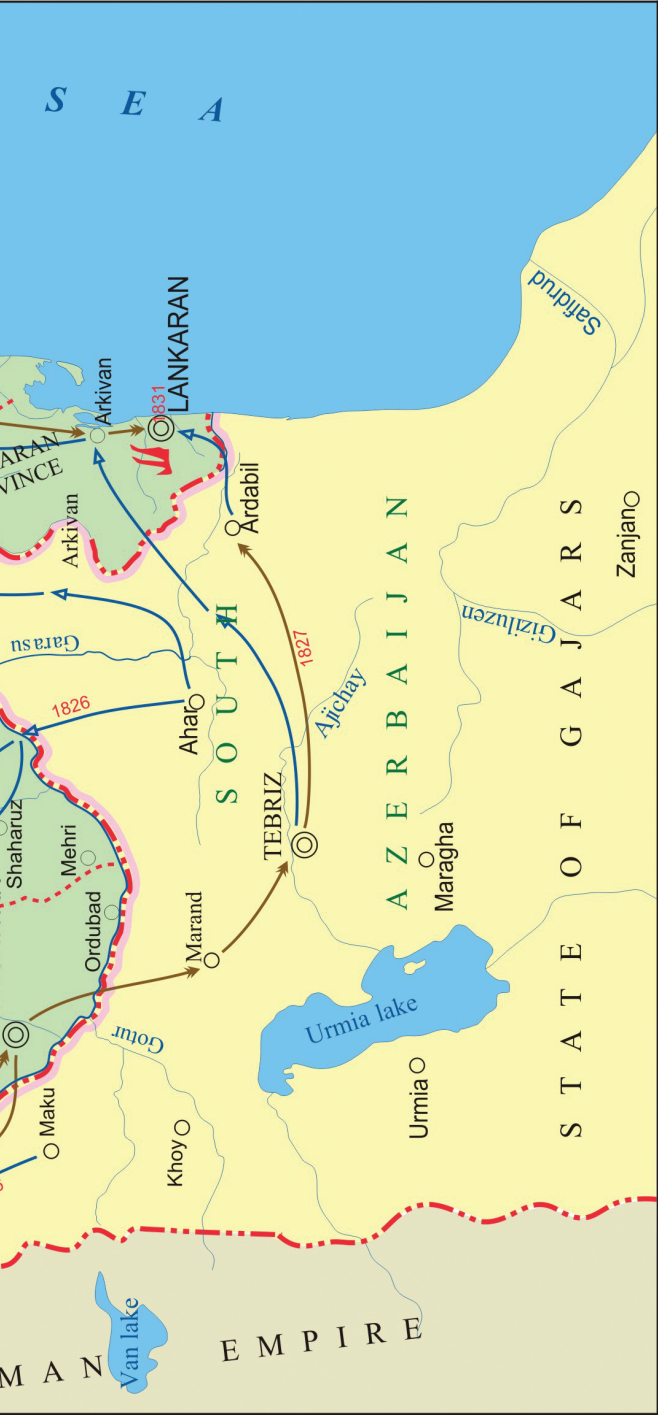 S E A
Safidrud
LANKARAN
1831
Arkivan
ARAN
VINCE
Arkivan
Ardabil
SOUTH
AZERBAIJAN
STATE OF GAJARS
Zanjan
Giziluzen
Garasu
1826
1827
Ahar
Ajichay
TEBRIZ
Maragha
Shaharuz
Mehri
Ordubad
Marand
Urmia lake
Gotur
Urmia
Maku
Khoy
Van lake
MAN EMPIRE